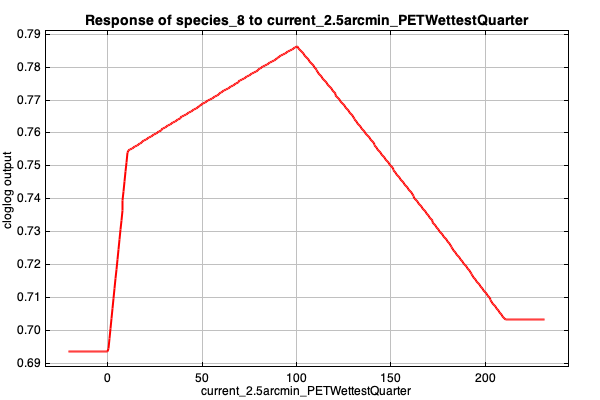 Response of species_8 to current_2.5arcmin_PETWettestQuarter
0.79
0.78
0.77
0.76
0.75
0.74
0.73
0.72
0.71
0.70
0.69
cloglog output
0 50 100 150 200
current_2.5arcmin_PETWettestQuarter